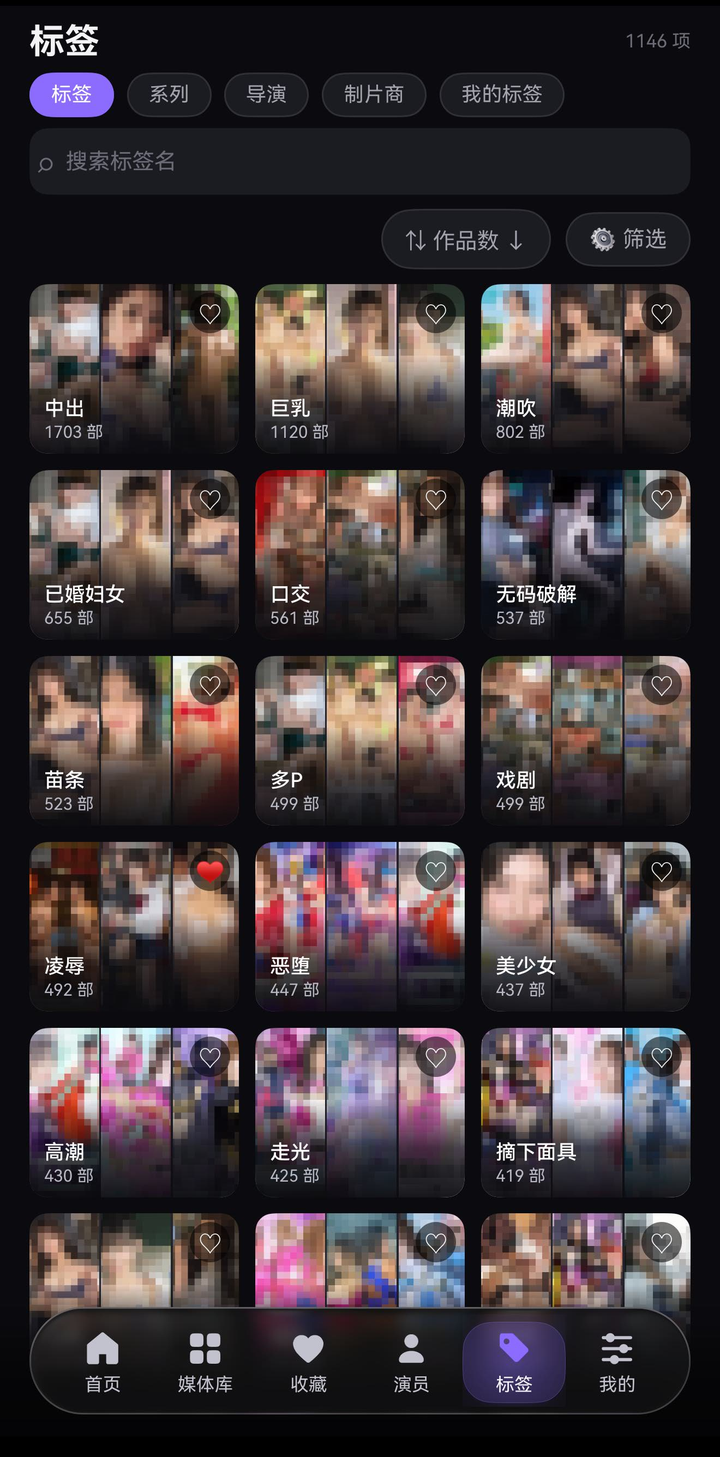 标签
1146 项
标签 系列 导演 制片商 我的标签
搜索标签名
作品数 筛选
中出
1703 部
巨乳
1120 部
潮吹
802 部
已婚妇女
655 部
口交
561 部
无码破解
537 部
苗条
523 部
多P
499 部
戏剧
499 部
凌辱
492 部
恶堕
447 部
美少女
437 部
高潮
430 部
走光
425 部
摘下面具
419 部
首页 媒体库 收藏 演员 标签 我的